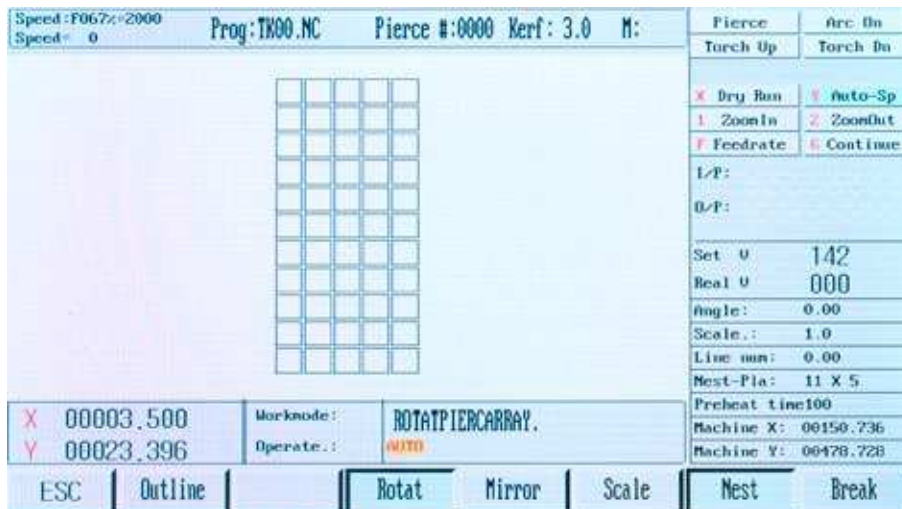 Speed:F067%=2000
Speed= 0
Prog:TK00.NC
Pierce #:0000 Kerf: 3.0 M:
Pierce
Arc On
Torch Up
Torch Dn
X Dry Run
Y Auto-Sp
1 ZoomIn
Z ZoomOut
F Feedrate
G Continue
I/P:
O/P:
Set V 142
Real V 000
Angle: 0.00
Scale.: 1.0
Line num: 0.00
Nest-Pla: 11 X 5
Preheat time100
Machine X: 00150.736
Machine Y: 00478.728
X 00003.500
Y 00023.396
Workmode:
ROTATPIERCARRAY.
Operate.:
AUTO
ESC
Outline
Rotat
Mirror
Scale
Nest
Break